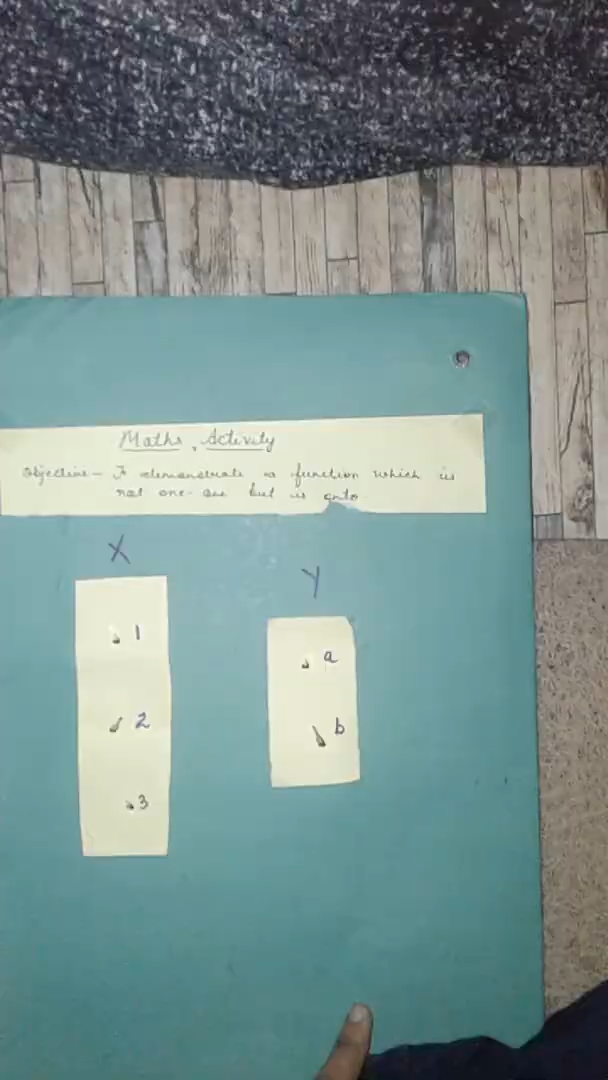 Maths Activity
Objective - To demonstrate a function which is
not one-one but is onto.
X
Y
1
2
3
a
b